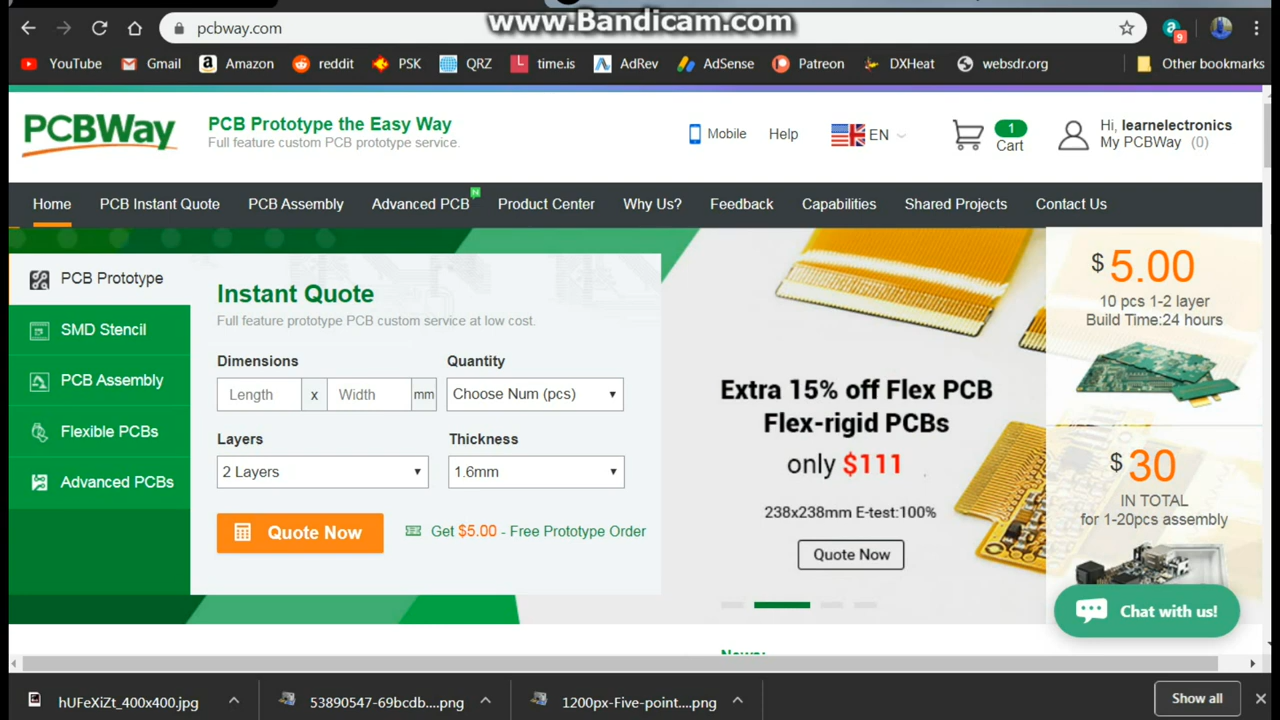 www.Bandicam.com
pcbway.com
9
YouTube
Gmail
Amazon
reddit
PSK
QRZ
time.is
AdRev
AdSense
Patreon
DXHeat
websdr.org
Other bookmarks
PCBWay
PCB Prototype the Easy Way
Full feature custom PCB prototype service.
Mobile
Help
EN
1
Cart
Hi, learnelectronics
My PCBWay (0)
Home
PCB Instant Quote
PCB Assembly
Advanced PCB
N
Product Center
Why Us?
Feedback
Capabilities
Shared Projects
Contact Us
PCB Prototype
SMD Stencil
PCB Assembly
Flexible PCBs
Advanced PCBs
Instant Quote
Full feature prototype PCB custom service at low cost.
Dimensions
Length x Width mm
Quantity
Choose Num (pcs)
Layers
2 Layers
Thickness
1.6mm
Quote Now
Get $5.00 - Free Prototype Order
Extra 15% off Flex PCB
Flex-rigid PCBs
only $111
238x238mm E-test:100%
Quote Now
$ 5.00
10 pcs 1-2 layer
Build Time:24 hours
$ 30
IN TOTAL
for 1-20pcs assembly
Chat with us!
hUFeXiZt_400x400.jpg
53890547-69bcdb....png
1200px-Five-point....png
Show all